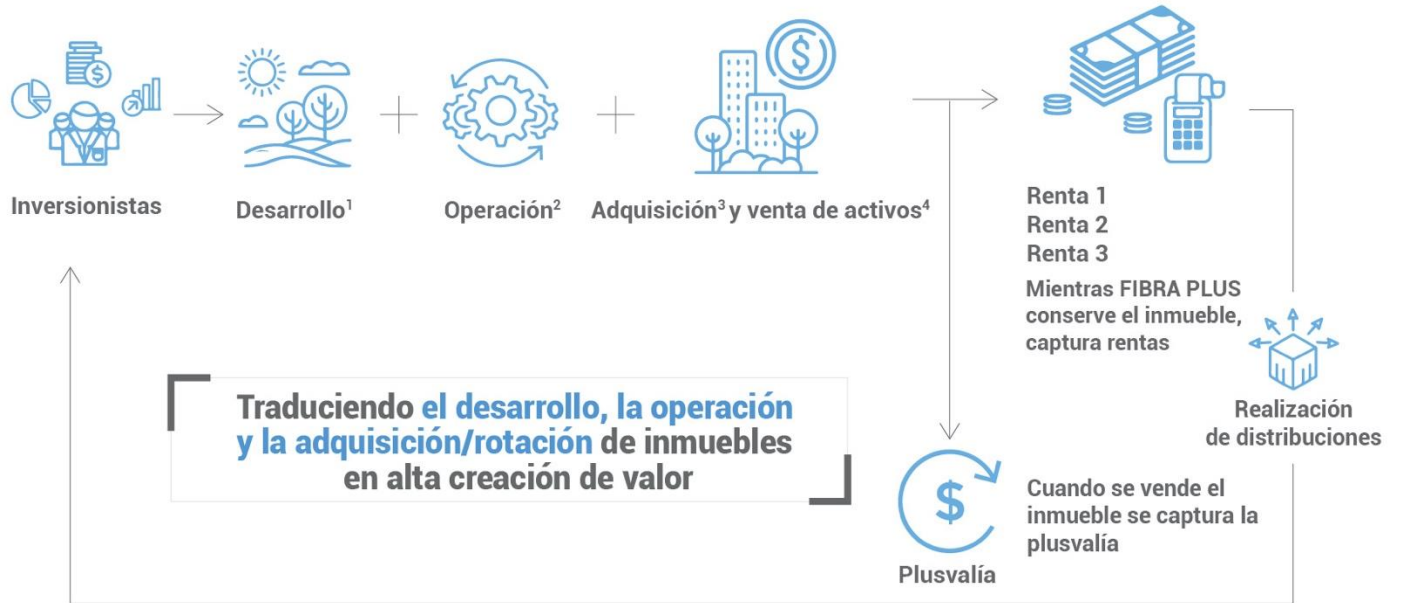 Inversionistas
Desarrollo¹
Operación²
Adquisición³ y venta de activos⁴
Renta 1
Renta 2
Renta 3
Mientras FIBRA PLUS
conserve el inmueble,
captura rentas
Realización
de distribuciones
Traduciendo el desarrollo, la operación
y la adquisición/rotación de inmuebles
en alta creación de valor
Plusvalía
Cuando se vende el
inmueble se captura la
plusvalía